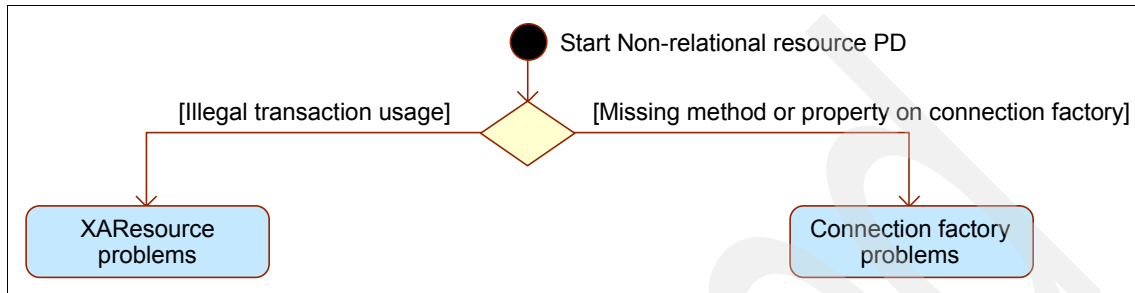 Start Non-relational resource PD
[Illegal transaction usage]
[Missing method or property on connection factory]
XAResource
problems
Connection factory
problems